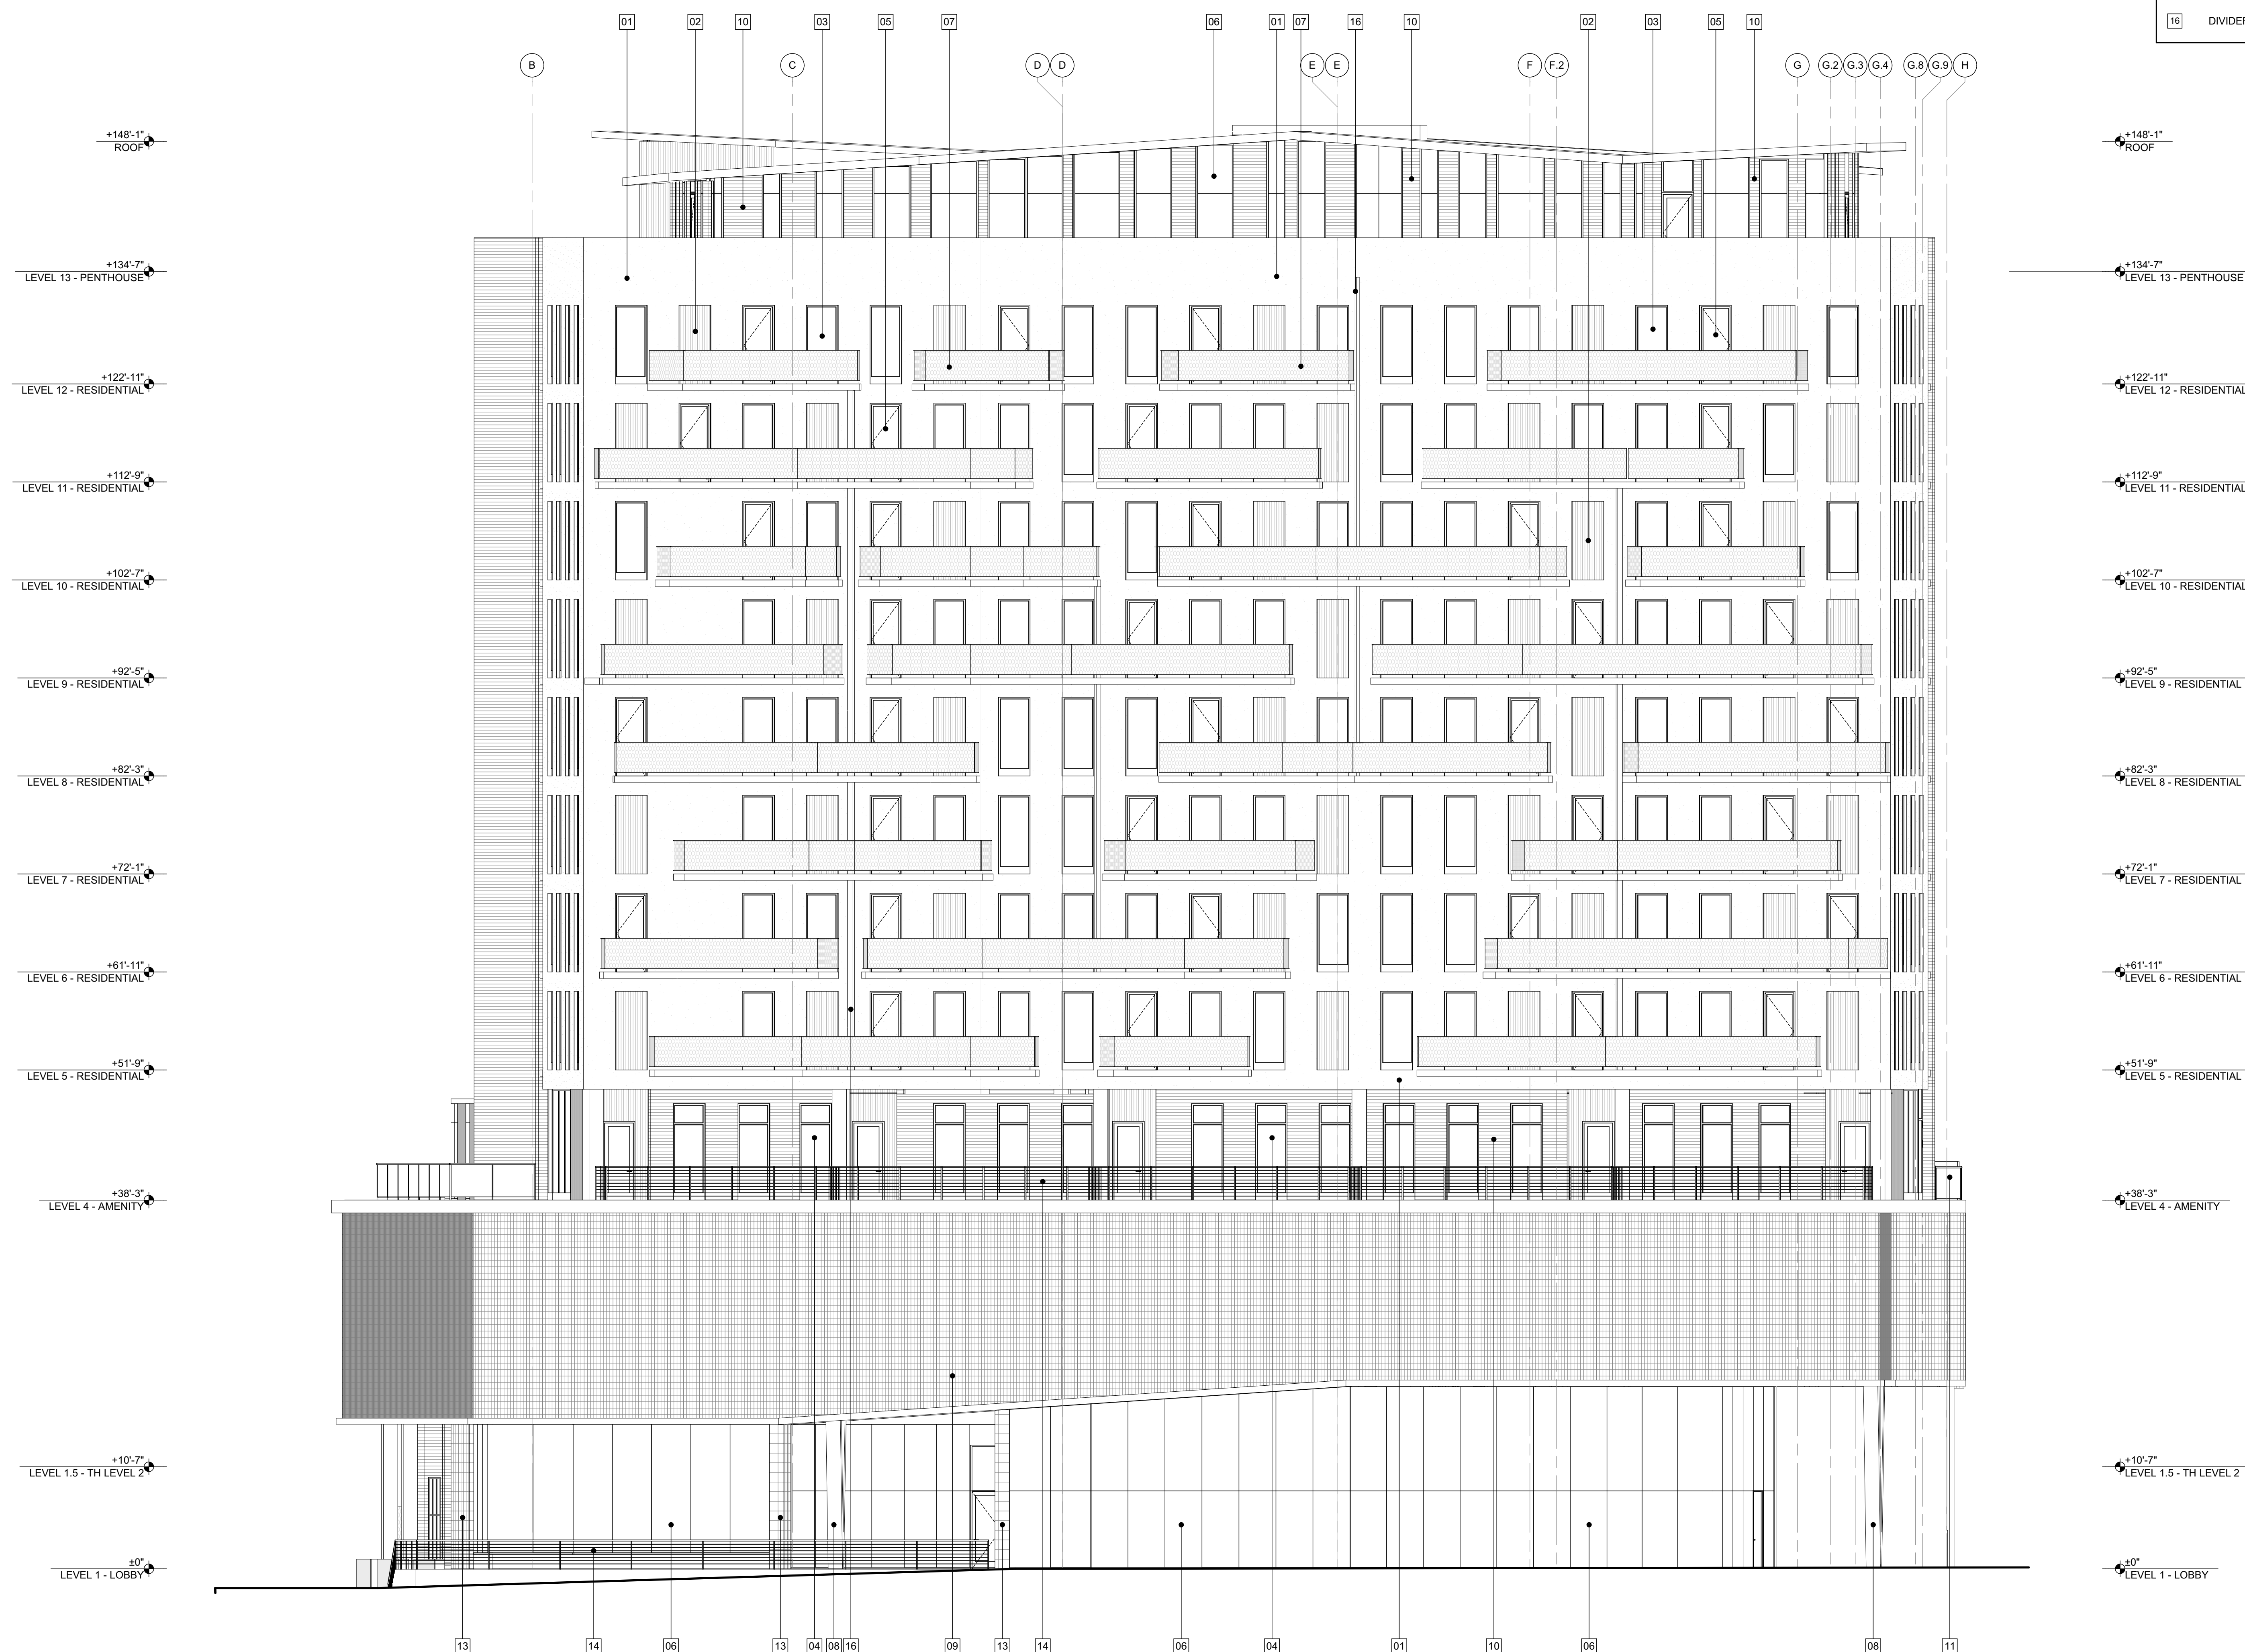 01 02 10 03 05 07 06 01 07 16 10 02 03 05 10
16 DIVIDER
B C D D E E F F.2 G G.2 G.3 G.4 G.8 G.9 H
+148'-1"
ROOF
+134'-7"
LEVEL 13 - PENTHOUSE
+122'-11"
LEVEL 12 - RESIDENTIAL
+112'-9"
LEVEL 11 - RESIDENTIAL
+102'-7"
LEVEL 10 - RESIDENTIAL
+92'-5"
LEVEL 9 - RESIDENTIAL
+82'-3"
LEVEL 8 - RESIDENTIAL
+72'-1"
LEVEL 7 - RESIDENTIAL
+61'-11"
LEVEL 6 - RESIDENTIAL
+51'-9"
LEVEL 5 - RESIDENTIAL
+38'-3"
LEVEL 4 - AMENITY
+10'-7"
LEVEL 1.5 - TH LEVEL 2
±0"
LEVEL 1 - LOBBY
+148'-1"
ROOF
+134'-7"
LEVEL 13 - PENTHOUSE
+122'-11"
LEVEL 12 - RESIDENTIAL
+112'-9"
LEVEL 11 - RESIDENTIAL
+102'-7"
LEVEL 10 - RESIDENTIAL
+92'-5"
LEVEL 9 - RESIDENTIAL
+82'-3"
LEVEL 8 - RESIDENTIAL
+72'-1"
LEVEL 7 - RESIDENTIAL
+61'-11"
LEVEL 6 - RESIDENTIAL
+51'-9"
LEVEL 5 - RESIDENTIAL
+38'-3"
LEVEL 4 - AMENITY
+10'-7"
LEVEL 1.5 - TH LEVEL 2
±0"
LEVEL 1 - LOBBY
13 14 06 13 04 08 16 09 13 14 06 04 01 10 06 08 11